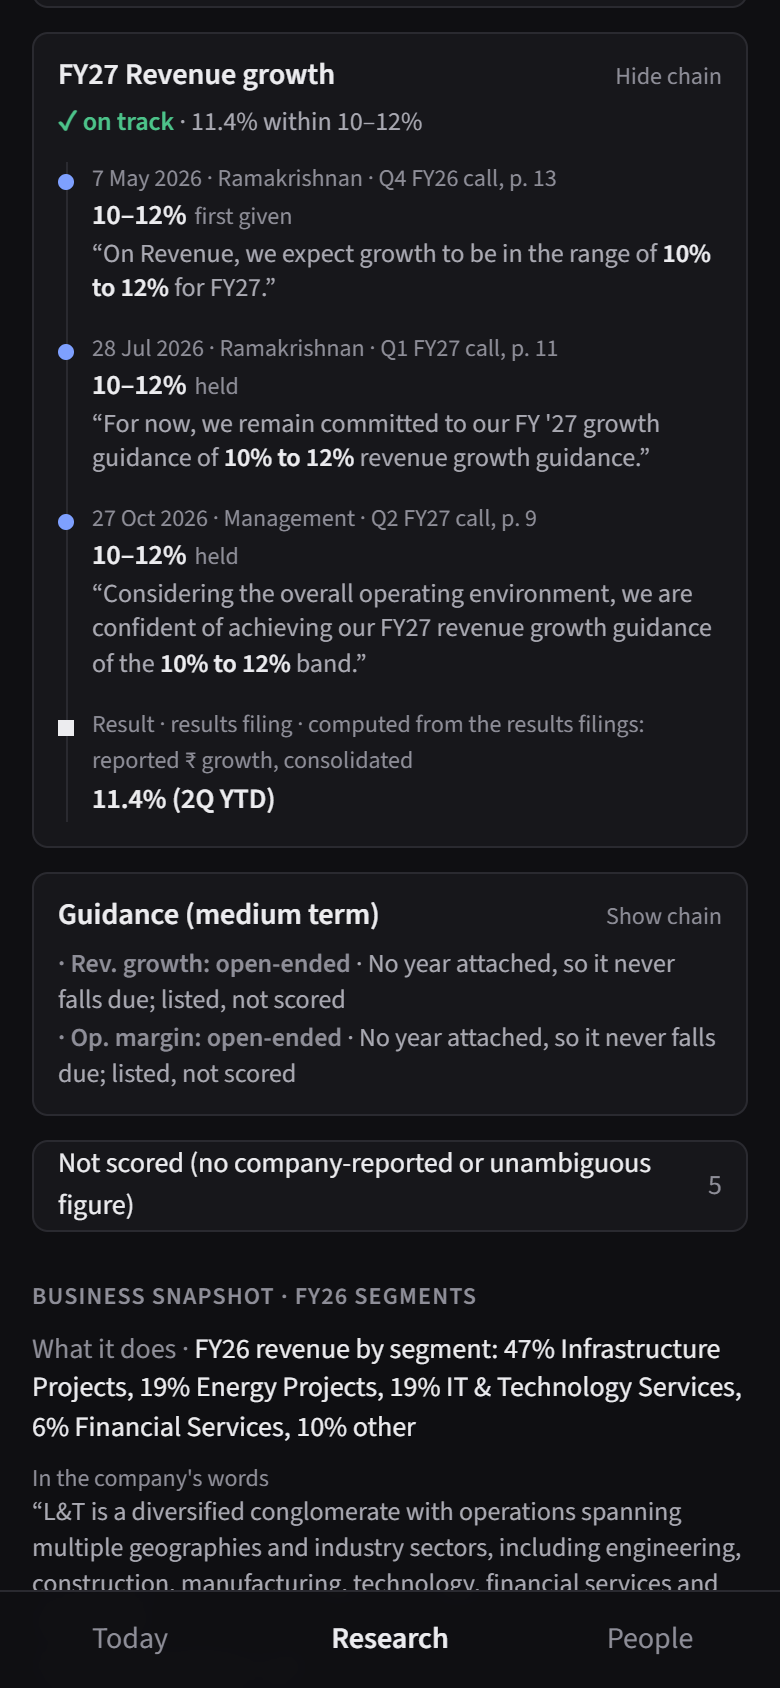 FY27 Revenue growth
Hide chain
✓ on track · 11.4% within 10–12%
7 May 2026 · Ramakrishnan · Q4 FY26 call, p. 13
10–12% first given
“On Revenue, we expect growth to be in the range of 10%
to 12% for FY27.”
28 Jul 2026 · Ramakrishnan · Q1 FY27 call, p. 11
10–12% held
“For now, we remain committed to our FY '27 growth
guidance of 10% to 12% revenue growth guidance.”
27 Oct 2026 · Management · Q2 FY27 call, p. 9
10–12% held
“Considering the overall operating environment, we are
confident of achieving our FY27 revenue growth guidance
of the 10% to 12% band.”
Result · results filing · computed from the results filings:
reported ₹ growth, consolidated
11.4% (2Q YTD)
Guidance (medium term)
Show chain
· Rev. growth: open-ended · No year attached, so it never
falls due; listed, not scored
· Op. margin: open-ended · No year attached, so it never falls
due; listed, not scored
Not scored (no company-reported or unambiguous
figure)
5
BUSINESS SNAPSHOT · FY26 SEGMENTS
What it does · FY26 revenue by segment: 47% Infrastructure
Projects, 19% Energy Projects, 19% IT & Technology Services,
6% Financial Services, 10% other
In the company's words
“L&T is a diversified conglomerate with operations spanning
multiple geographies and industry sectors, including engineering,
construction, manufacturing, technology, financial services and
Today
Research
People